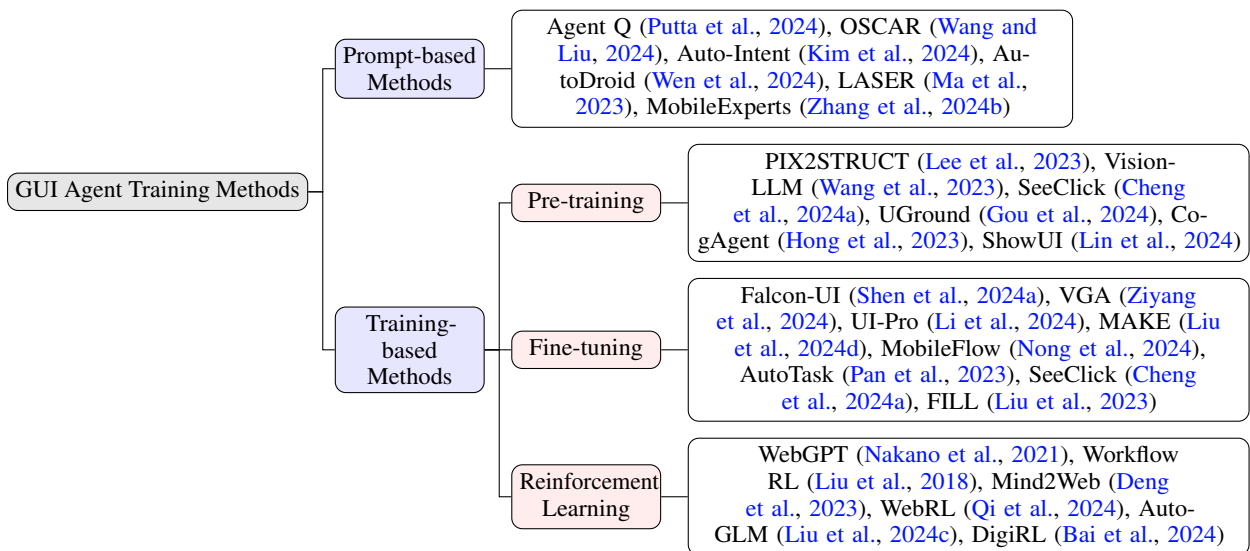 GUI Agent Training Methods
Prompt-based
Methods
Agent Q (Putta et al., 2024), OSCAR (Wang and
Liu, 2024), Auto-Intent (Kim et al., 2024), Au-
toDroid (Wen et al., 2024), LASER (Ma et al.,
2023), MobileExperts (Zhang et al., 2024b)
Training-
based
Methods
Pre-training
PIX2STRUCT (Lee et al., 2023), Vision-
LLM (Wang et al., 2023), SeeClick (Cheng
et al., 2024a), UGround (Gou et al., 2024), Co-
gAgent (Hong et al., 2023), ShowUI (Lin et al., 2024)
Fine-tuning
Falcon-UI (Shen et al., 2024a), VGA (Ziyang
et al., 2024), UI-Pro (Li et al., 2024), MAKE (Liu
et al., 2024d), MobileFlow (Nong et al., 2024),
AutoTask (Pan et al., 2023), SeeClick (Cheng
et al., 2024a), FILL (Liu et al., 2023)
Reinforcement
Learning
WebGPT (Nakano et al., 2021), Workflow
RL (Liu et al., 2018), Mind2Web (Deng
et al., 2023), WebRL (Qi et al., 2024), Auto-
GLM (Liu et al., 2024c), DigiRL (Bai et al., 2024)